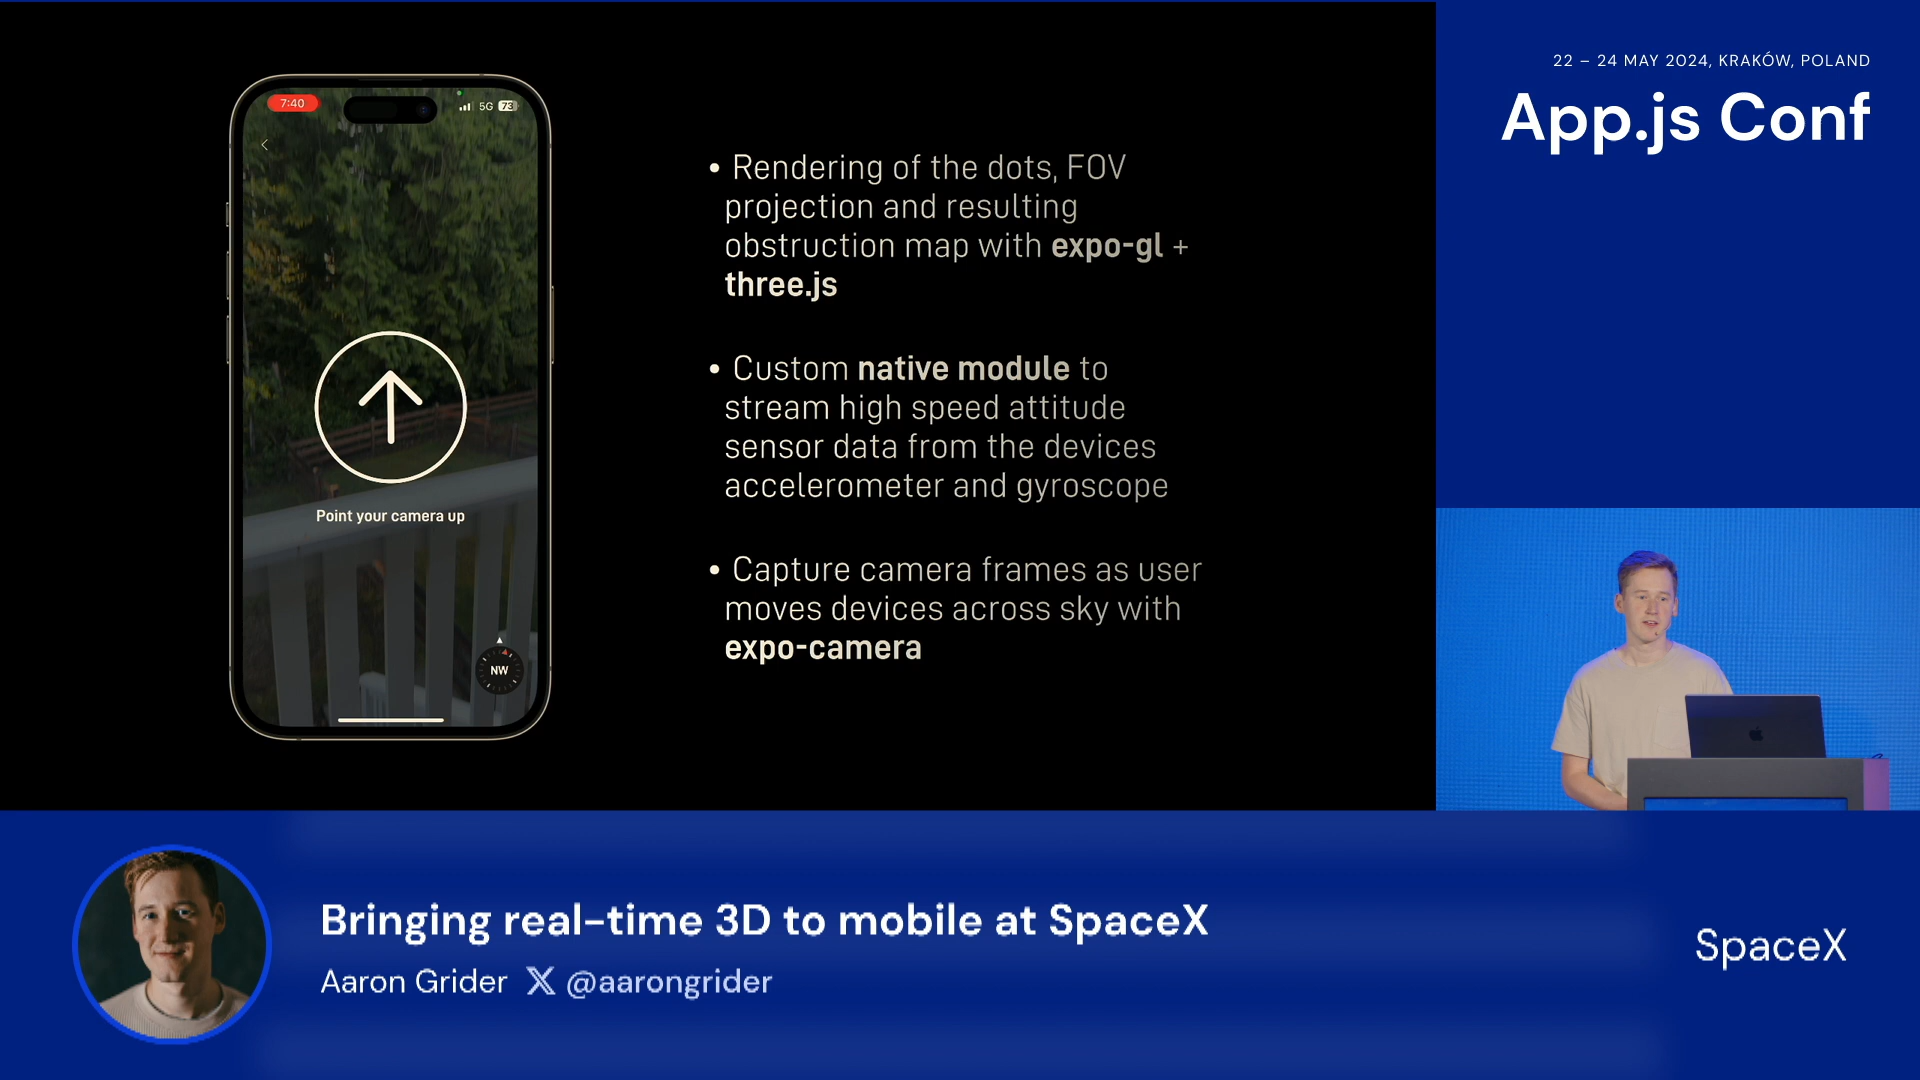 22 – 24 MAY 2024, KRAKÓW, POLAND
App.js Conf
7:40
5G 73
Point your camera up
NW
• Rendering of the dots, FOV
projection and resulting
obstruction map with expo-gl +
three.js
• Custom native module to
stream high speed attitude
sensor data from the devices
accelerometer and gyroscope
• Capture camera frames as user
moves devices across sky with
expo-camera
Bringing real-time 3D to mobile at SpaceX
Aaron Grider X @aarongrider
SpaceX